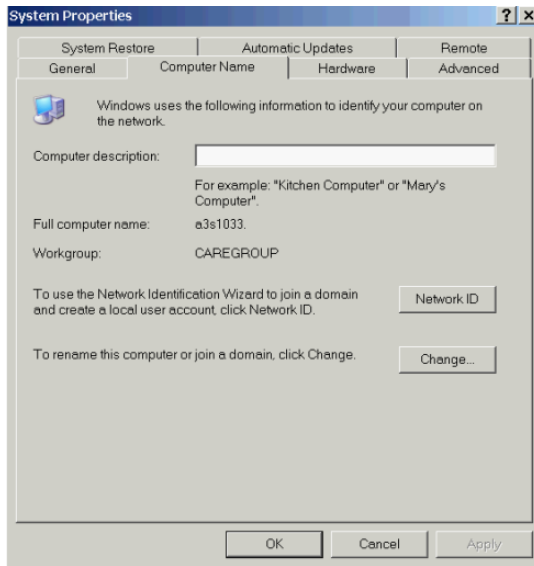 System Properties
? ×
System Restore Automatic Updates Remote
General Computer Name Hardware Advanced
Windows uses the following information to identify your computer on
the network.
Computer description:
For example: "Kitchen Computer" or "Mary's
Computer".
Full computer name: a3s1033.
Workgroup: CAREGROUP
To use the Network Identification Wizard to join a domain
and create a local user account, click Network ID.
Network ID
To rename this computer or join a domain, click Change.
Change...
OK Cancel Apply